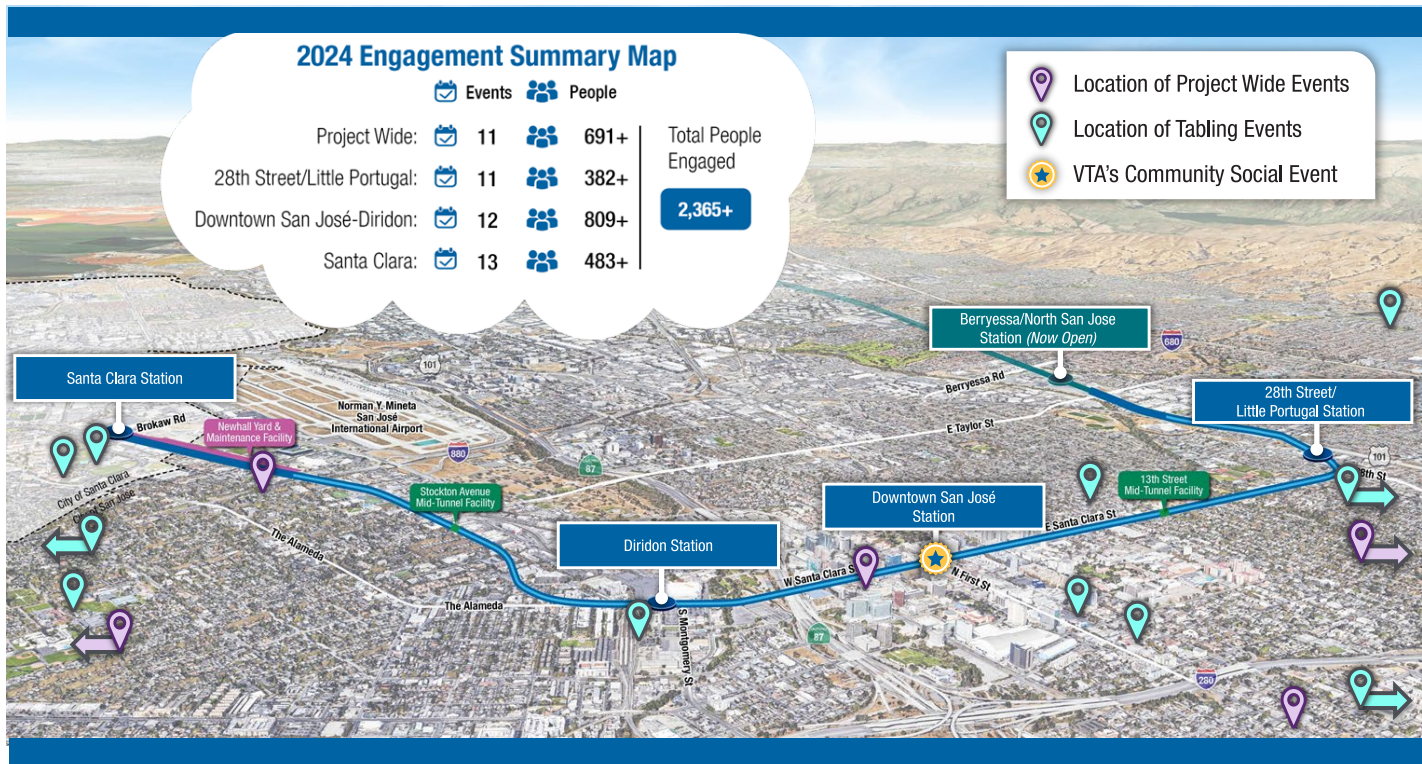 2024 Engagement Summary Map
Events People
Project Wide: 11 691+
28th Street/Little Portugal: 11 382+
Downtown San José-Diridon: 12 809+
Santa Clara: 13 483+
Total People
Engaged
2,365+
Location of Project Wide Events
Location of Tabling Events
VTA's Community Social Event
Berryessa/North San Jose
Station (Now Open)
680
Santa Clara Station
101
Berryessa Rd
28th Street/
Little Portugal Station
Brokaw Rd
Norman Y. Mineta
San José
International Airport
Newhall Yard &
Maintenance Facility
E Taylor St
880
87
101
8th St
City of Santa Clara
San Jose
Stockton Avenue
Mid-Tunnel Facility
13th Street
Mid-Tunnel Facility
Downtown San José
Station
E Santa Clara St
The Alameda
Diridon Station
W Santa Clara S
N First St
The Alameda
S Montgomery St
87
280